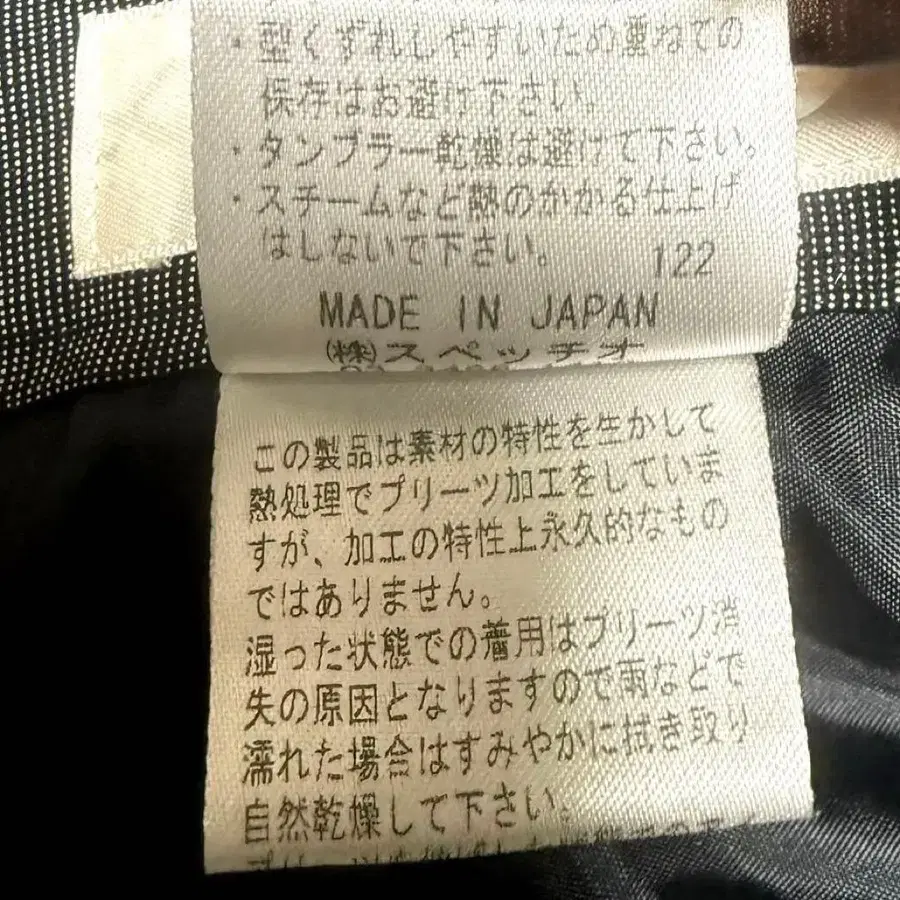 ・型くずれしやすいため重ねての
保存はお避け下さい。
・タンブラー乾燥は避けて下さい。
・スチームなど熱のかかる仕上げ
はしないで下さい。 122
MADE IN JAPAN
(株)スペッチオ
この製品は素材の特性を生かして
熱処理でプリーツ加工をしていま
すが、加工の特性上永久的なもの
ではありません。
湿った状態での着用はプリーツ消
失の原因となりますので雨などで
濡れた場合はすみやかに拭き取り
自然乾燥して下さい。